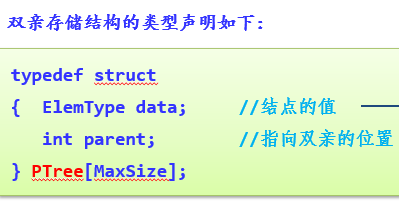 双亲存储结构的类型声明如下：
typedef struct
{  ElemType data;     //结点的值
   int parent;        //指向双亲的位置
} PTree[MaxSize];